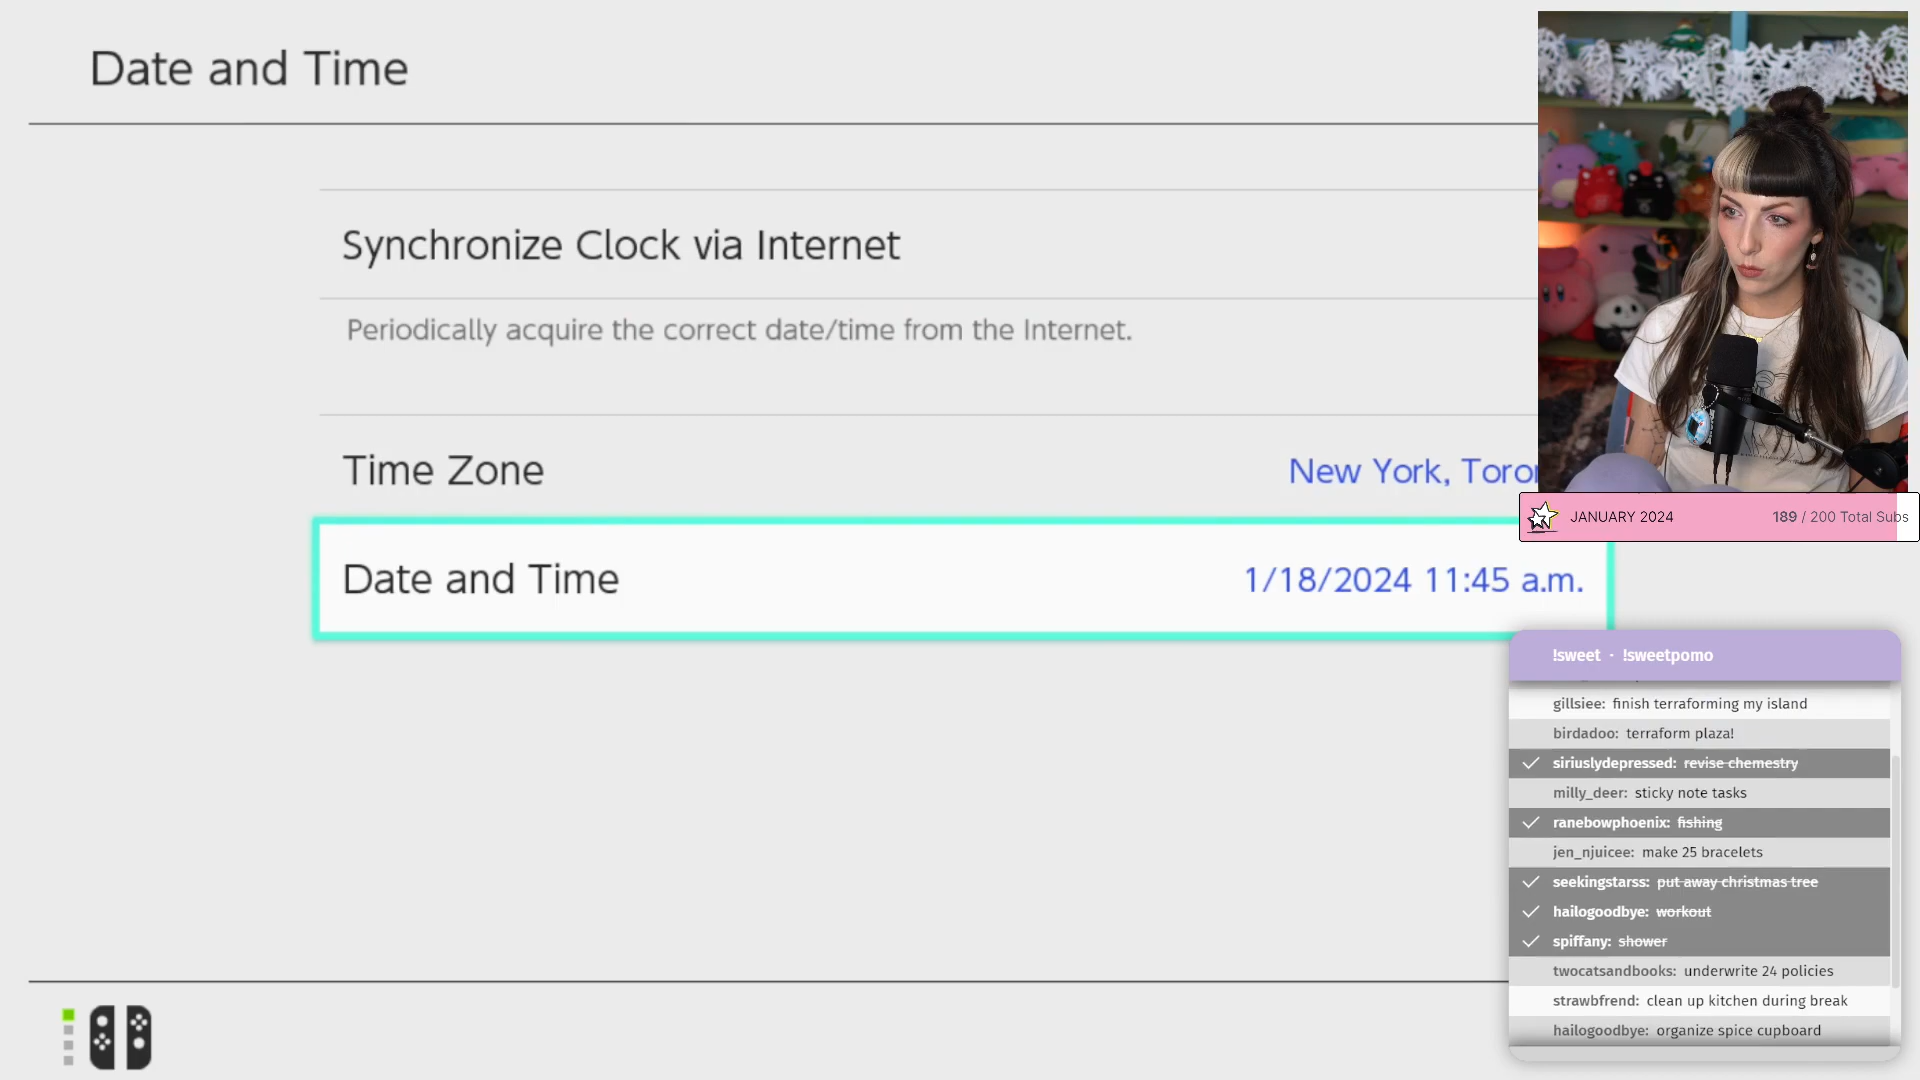 Date and Time
Synchronize Clock via Internet
Periodically acquire the correct date/time from the Internet.
Time Zone
New York, Toro
Date and Time
1/18/2024 11:45 a.m.
JANUARY 2024
189 / 200 Total Subs
!sweet · !sweetpomo
gillsiee: finish terraforming my island
birdadoo: terraform plaza!
siriuslydepressed: revise chemestry
milly_deer: sticky note tasks
ranebowphoenix: fishing
jen_njuicee: make 25 bracelets
seekingstarss: put away christmas tree
hailogoodbye: workout
spiffany: shower
twocatsandbooks: underwrite 24 policies
strawbfrend: clean up kitchen during break
hailogoodbye: organize spice cupboard